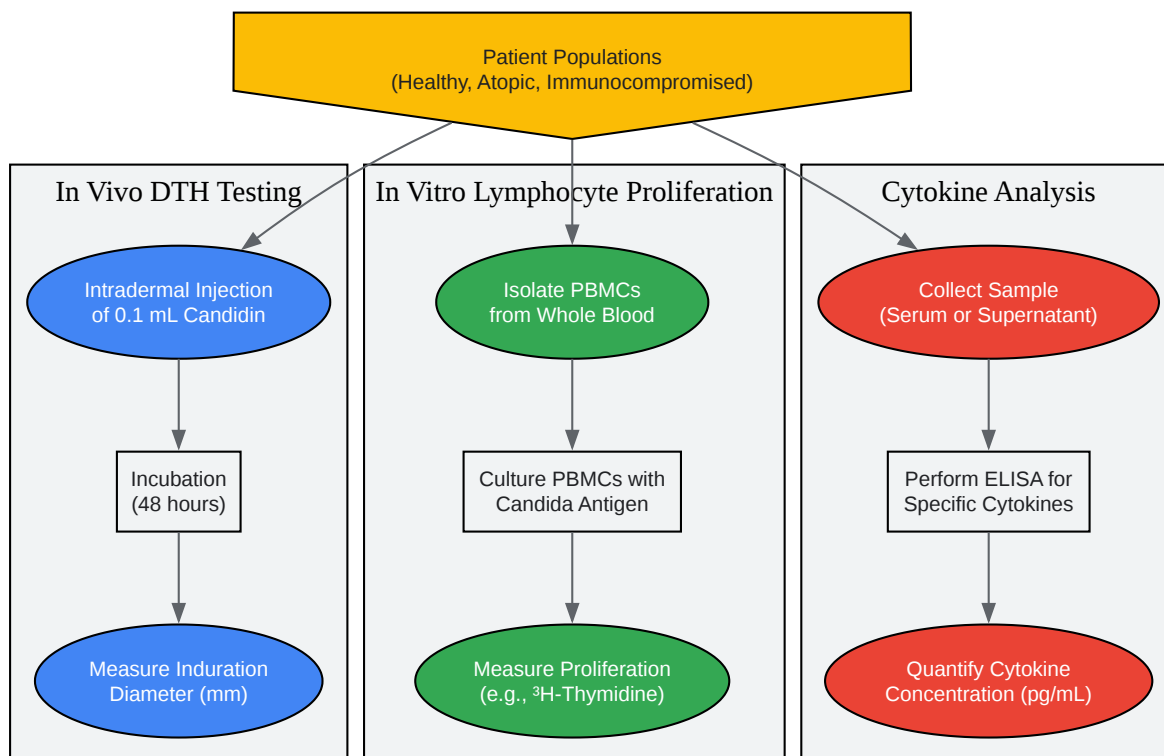 Patient Populations
(Healthy, Atopic, Immunocompromised)
In Vivo DTH Testing
Intradermal Injection
of 0.1 mL Candidin
Incubation
(48 hours)
Measure Induration
Diameter (mm)
In Vitro Lymphocyte Proliferation
Isolate PBMCs
from Whole Blood
Culture PBMCs with
Candida Antigen
Measure Proliferation
(e.g., ³H-Thymidine)
Cytokine Analysis
Collect Sample
(Serum or Supernatant)
Perform ELISA for
Specific Cytokines
Quantify Cytokine
Concentration (pg/mL)